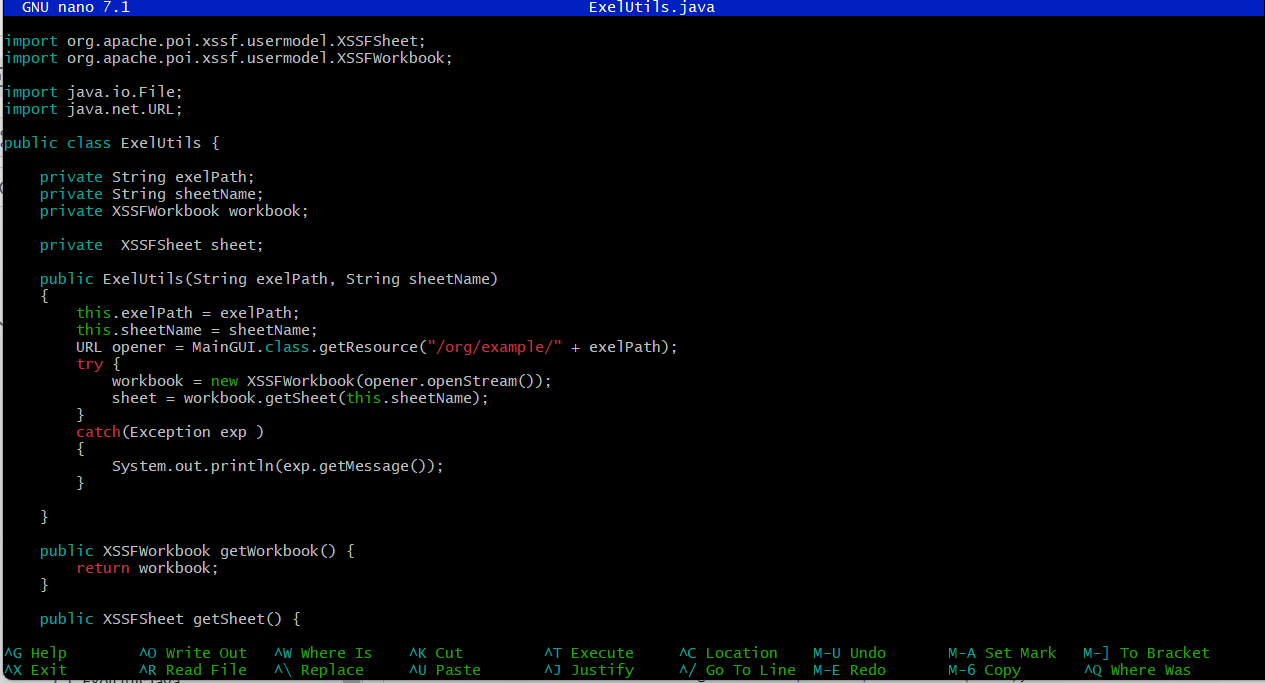 GNU nano 7.1 ExelUtils.java
import org.apache.poi.xssf.usermodel.XSSFSheet;
import org.apache.poi.xssf.usermodel.XSSFWorkbook;
import java.io.File;
import java.net.URL;
public class ExelUtils {
private String exelPath;
private String sheetName;
private XSSFWorkbook workbook;
private  XSSFSheet sheet;
public ExelUtils(String exelPath, String sheetName)
{
this.exelPath = exelPath;
this.sheetName = sheetName;
URL opener = MainGUI.class.getResource("/org/example/" + exelPath);
try {
workbook = new XSSFWorkbook(opener.openStream());
sheet = workbook.getSheet(this.sheetName);
}
catch(Exception exp )
{
System.out.println(exp.getMessage());
}
}
public XSSFWorkbook getWorkbook() {
return workbook;
}
public XSSFSheet getSheet() {
^G Help ^O Write Out ^W Where Is ^K Cut ^T Execute ^C Location M-U Undo M-A Set Mark M-] To Bracket
^X Exit ^R Read File ^\ Replace ^U Paste ^J Justify ^/ Go To Line M-E Redo M-6 Copy ^Q Where Was